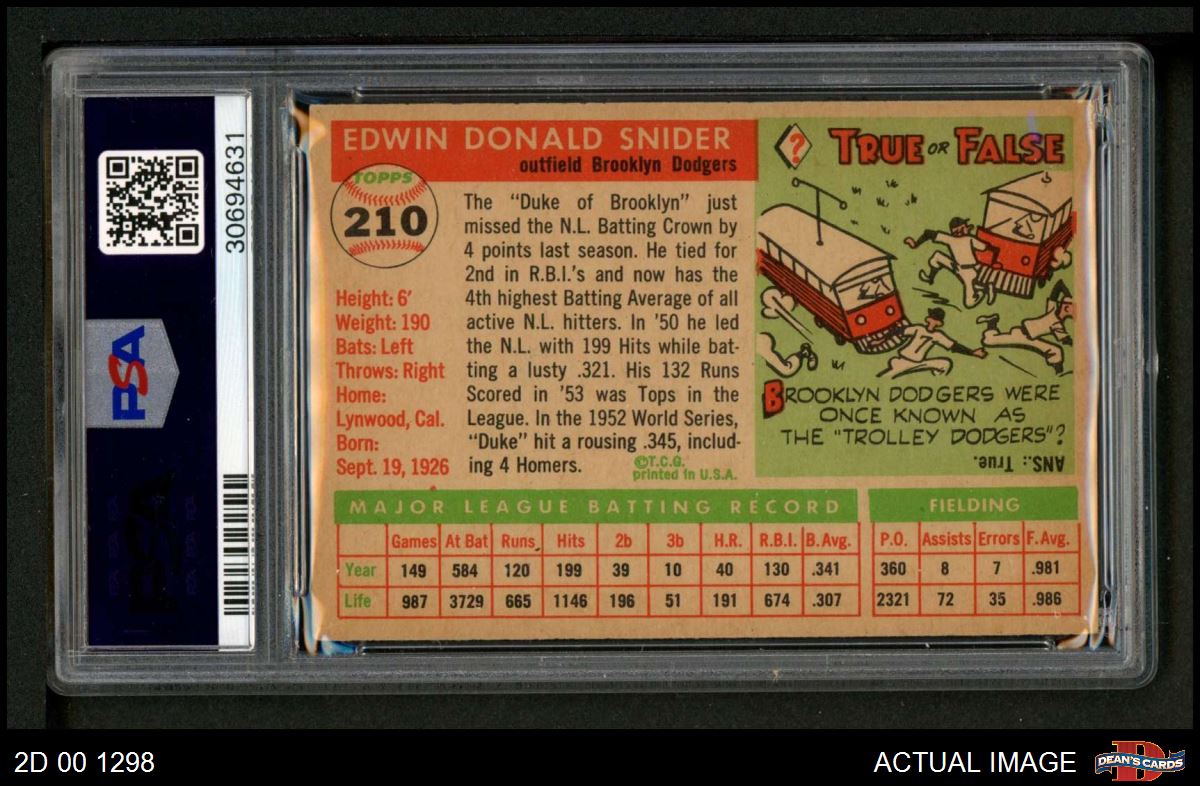 30694631
PSA
EDWIN DONALD SNIDER
outfield Brooklyn Dodgers
TOPPS
210
Height: 6'
Weight: 190
Bats: Left
Throws: Right
Home:
Lynwood, Cal.
Born:
Sept. 19, 1926
The "Duke of Brooklyn" just
missed the N.L. Batting Crown by
4 points last season. He tied for
2nd in R.B.I.'s and now has the
4th highest Batting Average of all
active N.L. hitters. In '50 he led
the N.L. with 199 Hits while bat-
ting a lusty .321. His 132 Runs
Scored in '53 was Tops in the
League. In the 1952 World Series,
"Duke" hit a rousing .345, includ-
ing 4 Homers.
©T.C.G.
printed in U.S.A.
? TRUE OR FALSE
BROOKLYN DODGERS WERE
ONCE KNOWN AS
THE "TROLLEY DODGERS"?
ANS.: True.
MAJOR LEAGUE BATTING RECORD
Games At Bat Runs Hits 2b 3b H.R. R.B.I. B.Avg.
Year 149 584 120 199 39 10 40 130 .341
Life 987 3729 665 1146 196 51 191 674 .307
FIELDING
P.O. Assists Errors F.Avg.
360 8 7 .981
2321 72 35 .986
2D 00 1298
ACTUAL IMAGE
D
DEAN'S CARDS